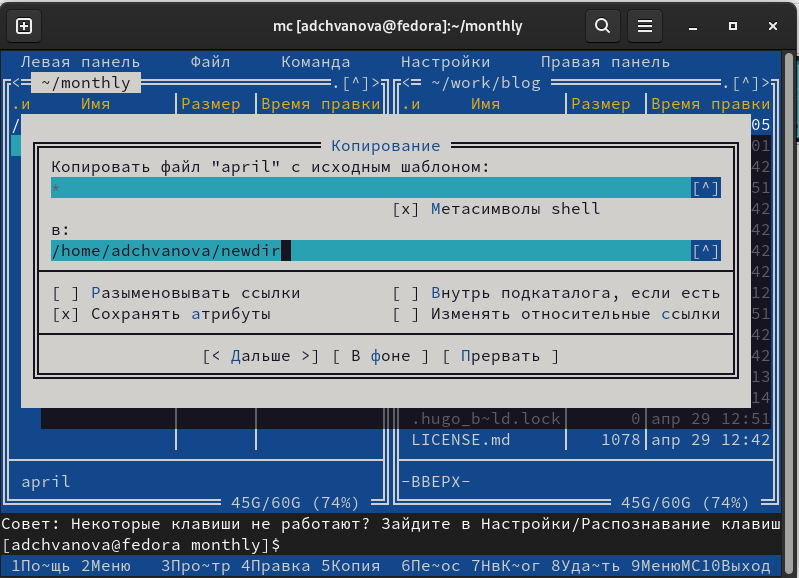 mc [adchvanova@fedora]:~/monthly
Левая панель Файл Команда Настройки Правая панель
<= ~/monthly .[^]> <= ~/work/blog .[^]>
.и Имя Размер Время правки .и Имя Размер Время правки
/ 05
01
Копирование
42
Копировать файл "april" с исходным шаблоном:
42
* [^]
51
[x] Метасимволы shell
42
в:
42
/home/adchvanova/newdir [^]
42
42
[ ] Разыменовывать ссылки [ ] Внутрь подкаталога, если есть
12
[x] Сохранять атрибуты [ ] Изменять относительные ссылки
51
42
[< Дальше >] [ В фоне ] [ Прервать ]
42
13
14
.hugo_b~ld.lock 0 апр 29 12:51
LICENSE.md 1078 апр 29 12:42
april -ВВЕРХ-
45G/60G (74%) 45G/60G (74%)
Совет: Некоторые клавиши не работают? Зайдите в Настройки/Распознавание клавиш
[adchvanova@fedora monthly]$
1По~щь 2Меню 3Про~тр 4Правка 5Копия 6Пе~ос 7НвК~ог 8Уда~ть 9МенюMC10Выход